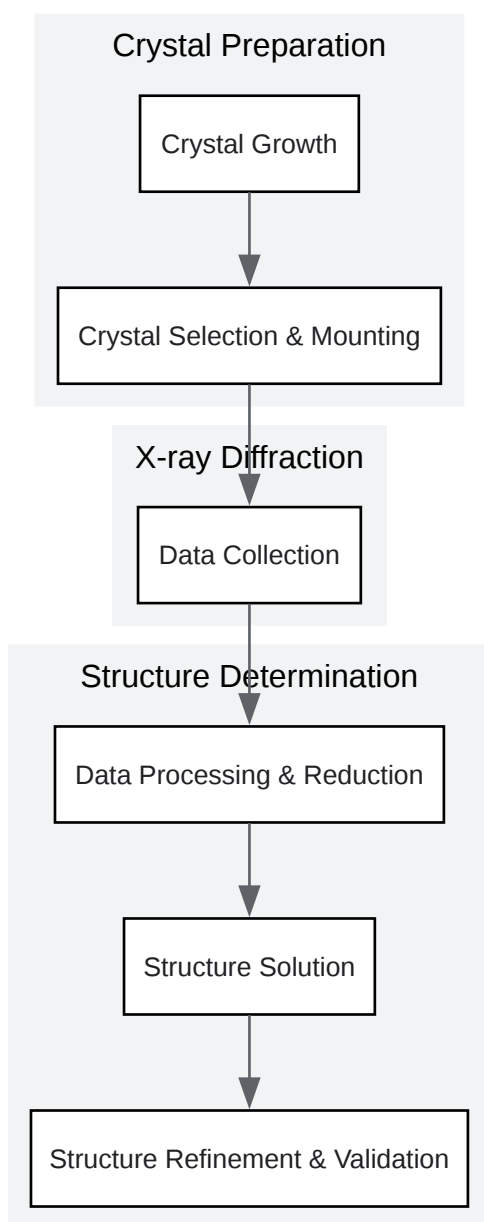 Crystal Preparation
Crystal Growth
Crystal Selection & Mounting
X-ray Diffraction
Data Collection
Structure Determination
Data Processing & Reduction
Structure Solution
Structure Refinement & Validation